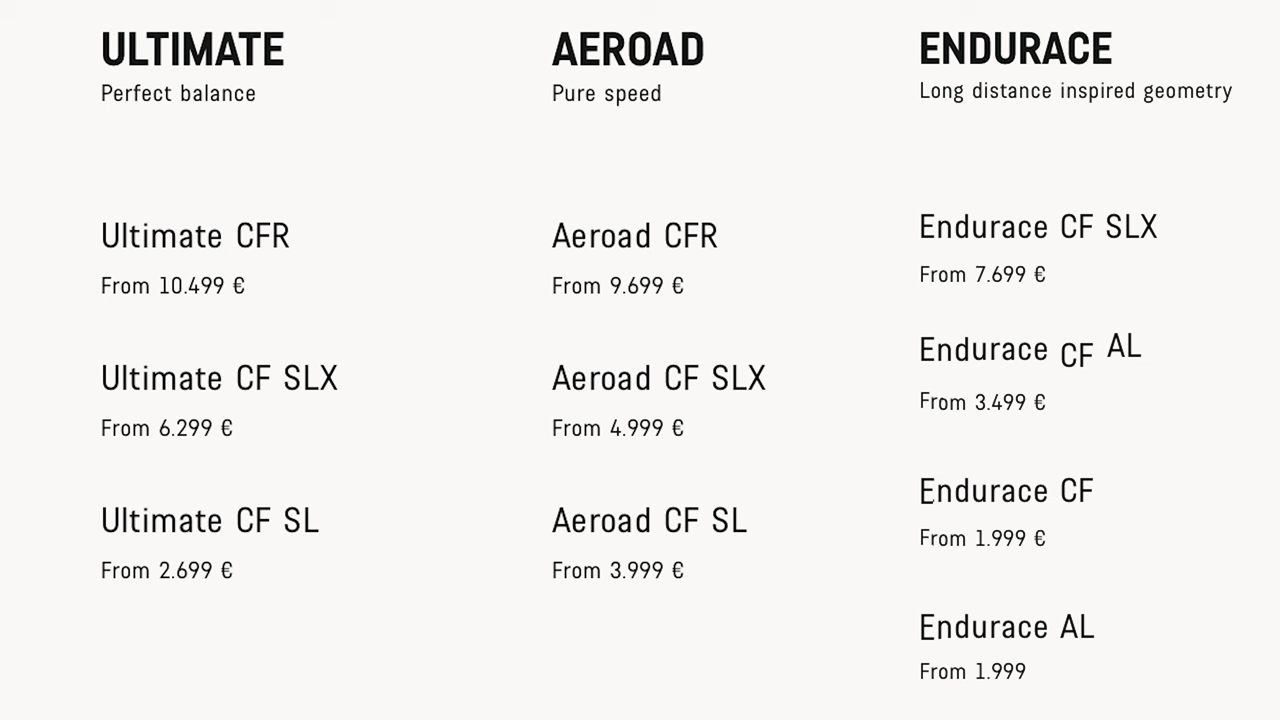 ULTIMATE
Perfect balance
Ultimate CFR
From 10.499 €
Ultimate CF SLX
From 6.299 €
Ultimate CF SL
From 2.699 €
AEROAD
Pure speed
Aeroad CFR
From 9.699 €
Aeroad CF SLX
From 4.999 €
Aeroad CF SL
From 3.999 €
ENDURACE
Long distance inspired geometry
Endurace CF SLX
From 7.699 €
Endurace CF AL
From 3.499 €
Endurace CF
From 1.999 €
Endurace AL
From 1.999